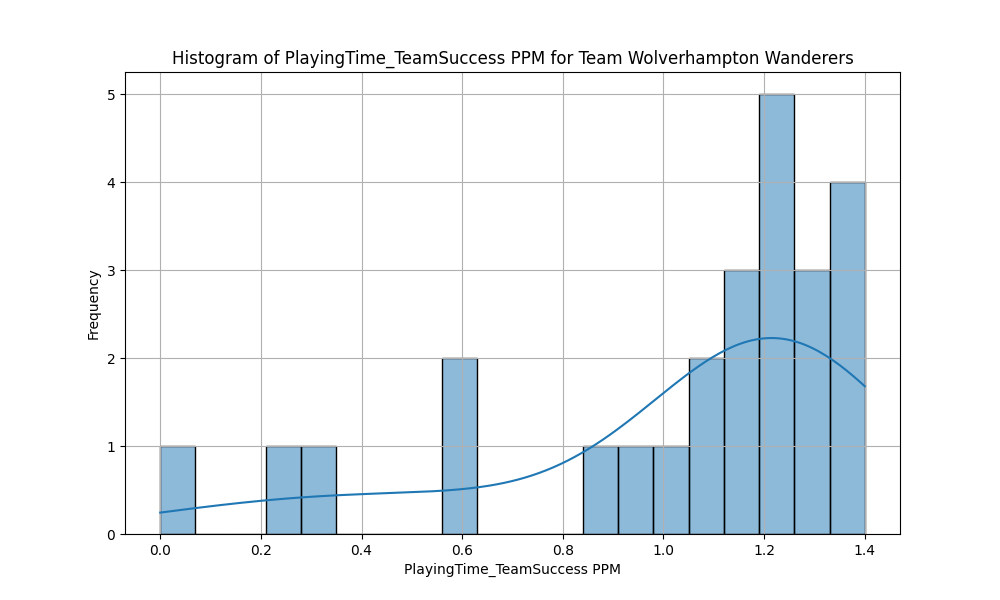 Histogram of PlayingTime_TeamSuccess PPM for Team Wolverhampton Wanderers
5
4
3
2
1
0
Frequency
0.0 0.2 0.4 0.6 0.8 1.0 1.2 1.4
PlayingTime_TeamSuccess PPM